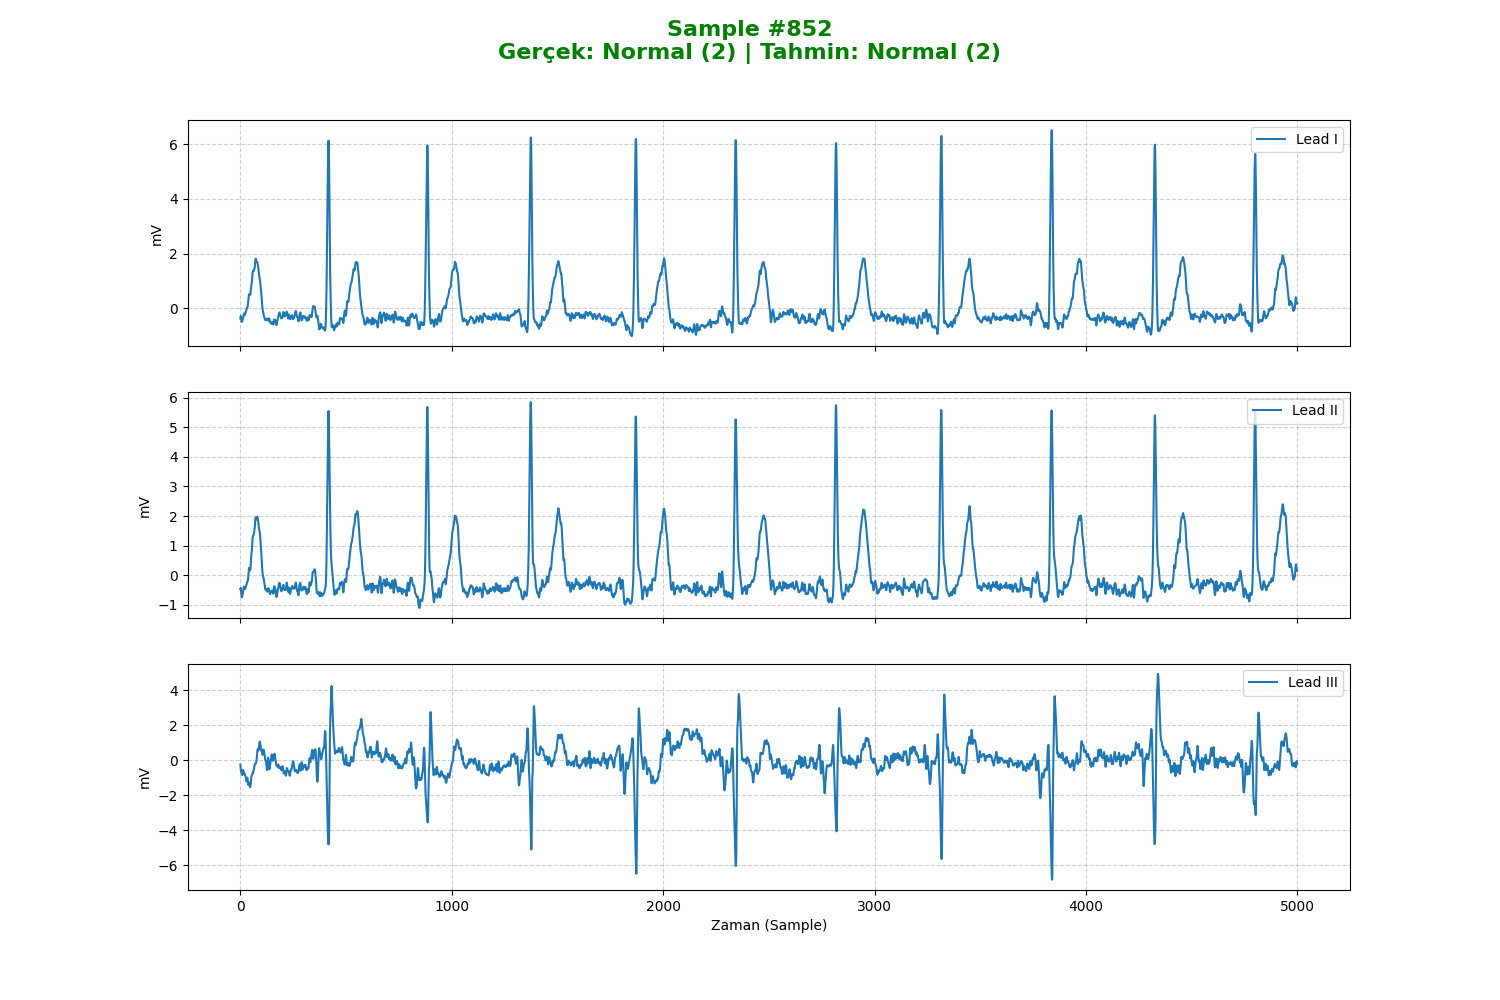 Sample #852
Gerçek: Normal (2) | Tahmin: Normal (2)
6
4
2
0
mV
Lead I
6
5
4
3
2
1
0
−1
mV
Lead II
4
2
0
−2
−4
−6
mV
Lead III
0 1000 2000 3000 4000 5000
Zaman (Sample)